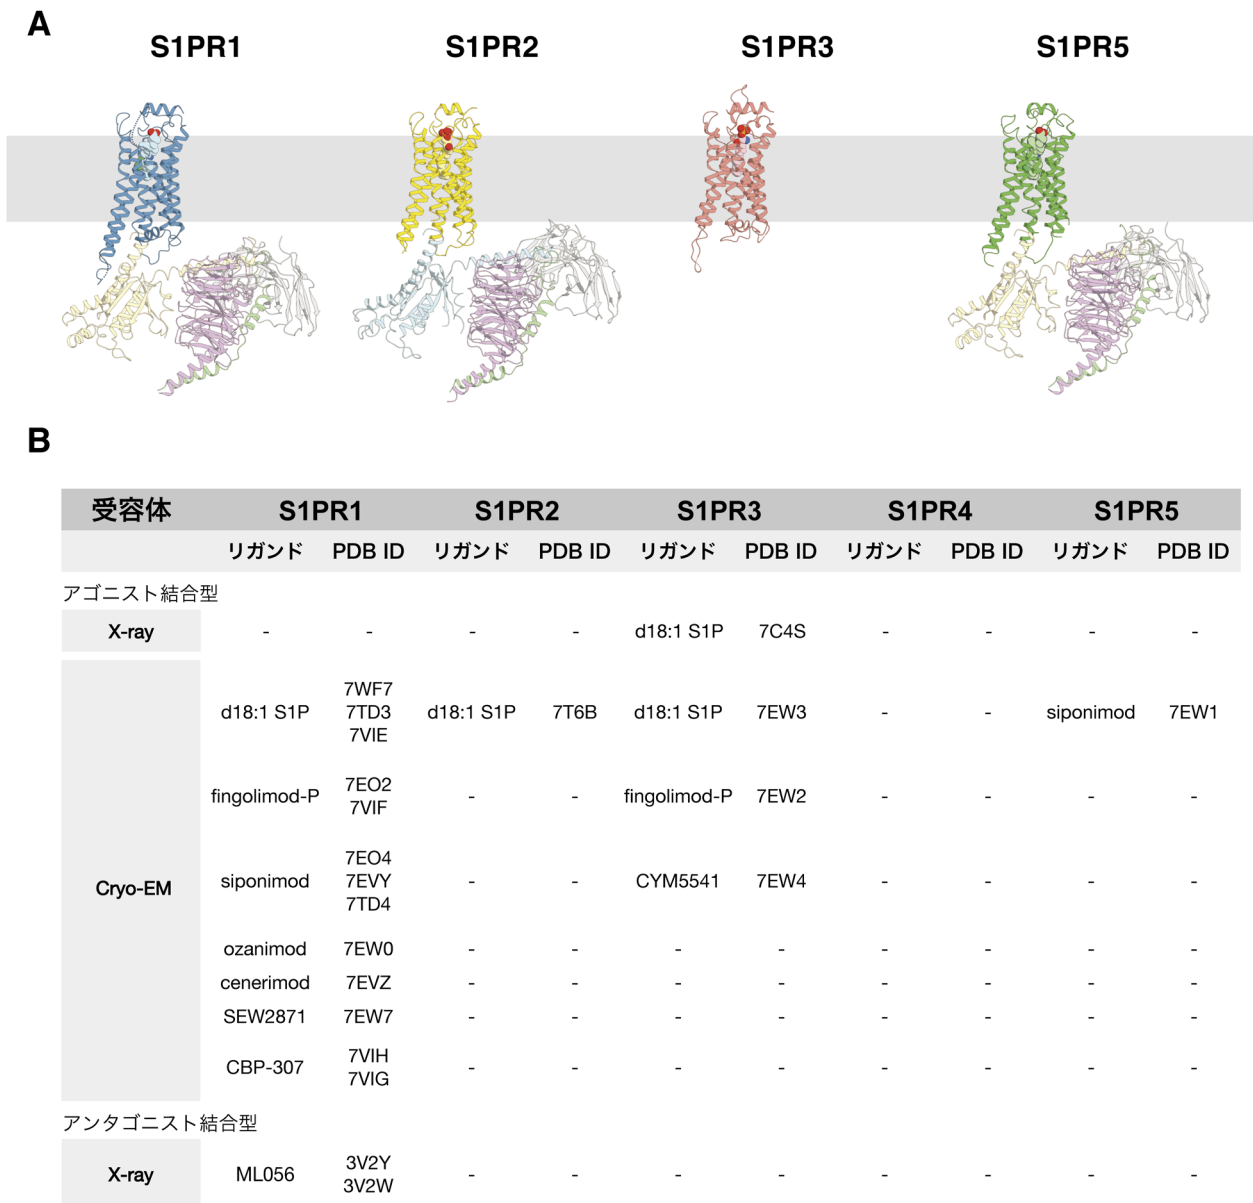 A
S1PR1 S1PR2 S1PR3 S1PR5
B
受容体 S1PR1 S1PR2 S1PR3 S1PR4 S1PR5
リガンド PDB ID リガンド PDB ID リガンド PDB ID リガンド PDB ID リガンド PDB ID
アゴニスト結合型
X-ray - - - - d18:1 S1P 7C4S - - - -
Cryo-EM
d18:1 S1P 7WF7 7TD3 7VIE d18:1 S1P 7T6B d18:1 S1P 7EW3 - - siponimod 7EW1
fingolimod-P 7EO2 7VIF - - fingolimod-P 7EW2 - - - -
siponimod 7EO4 7EVY 7TD4 - - CYM5541 7EW4 - - - -
ozanimod 7EW0 - - - - - - - -
cenerimod 7EVZ - - - - - - - -
SEW2871 7EW7 - - - - - - - -
CBP-307 7VIH 7VIG - - - - - - - -
アンタゴニスト結合型
X-ray ML056 3V2Y 3V2W - - - - - - - -